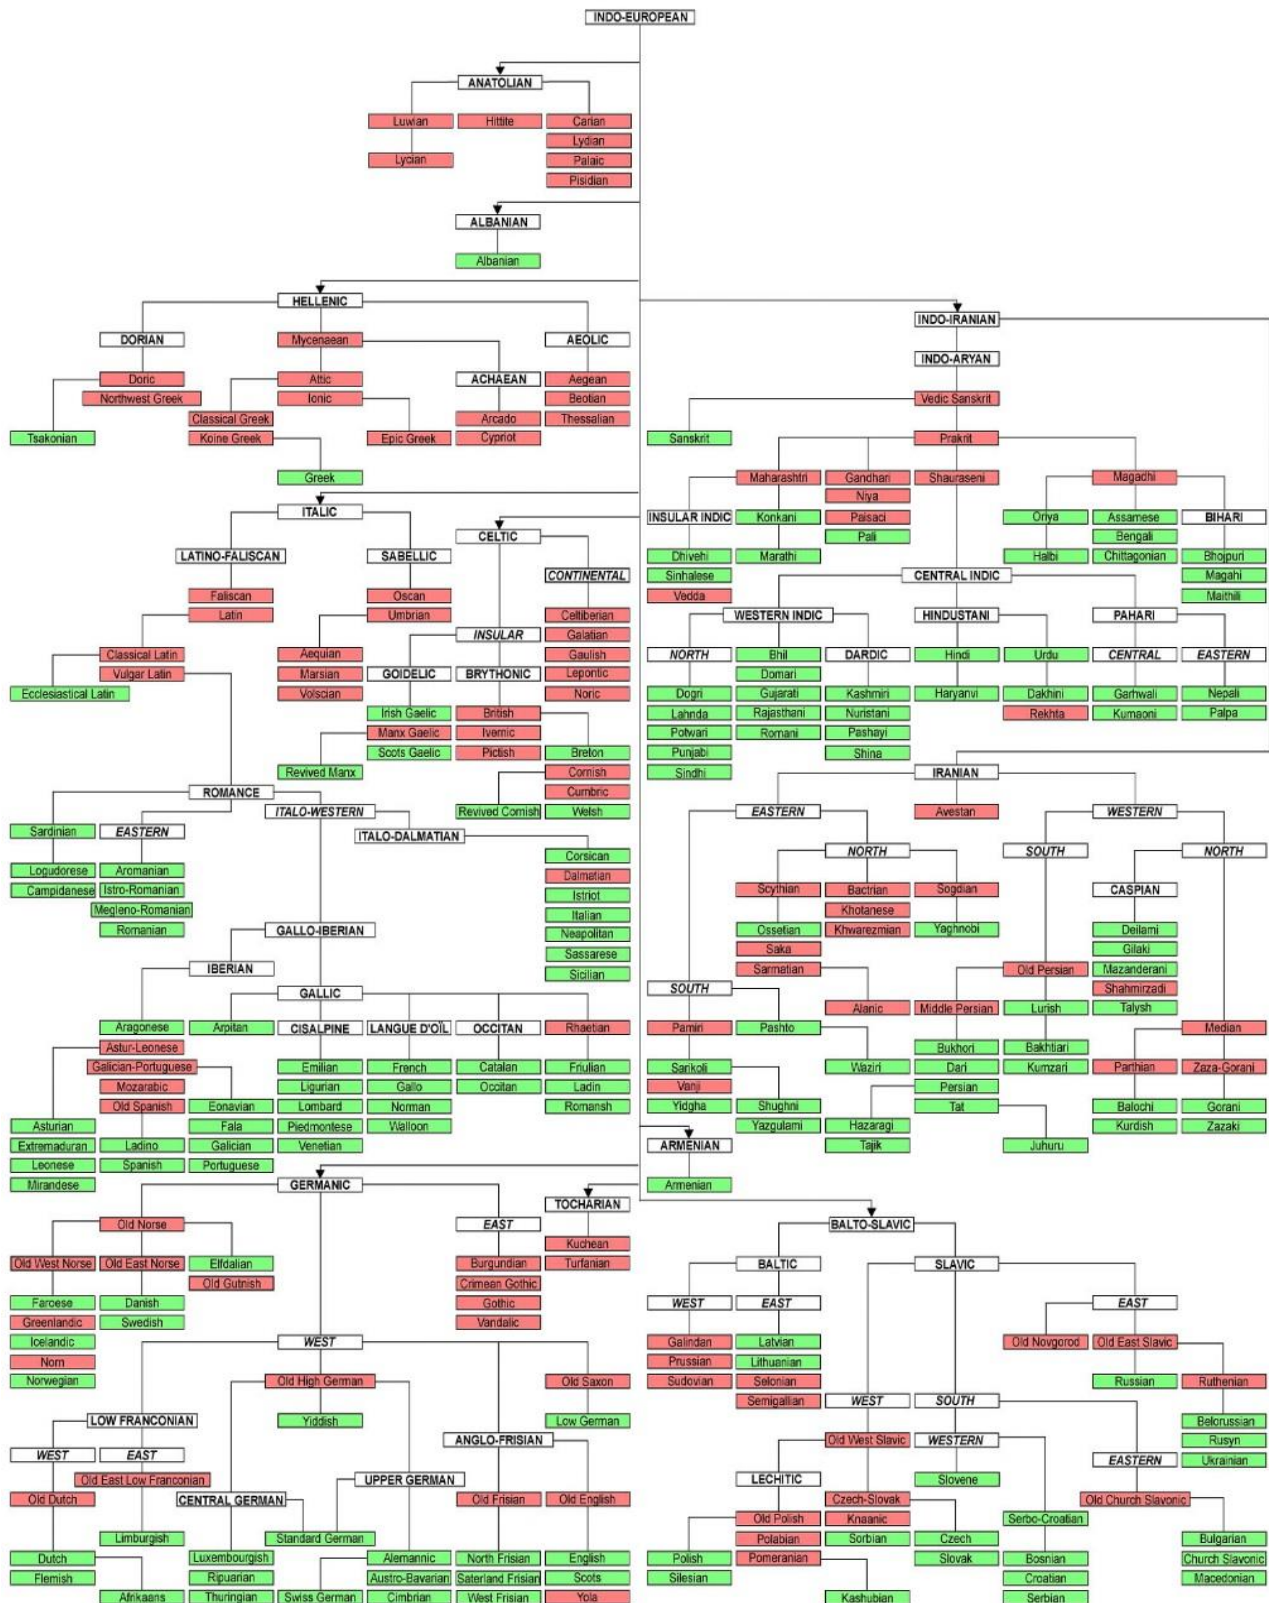 INDO-EUROPEAN
ANATOLIAN
Luwian
Hittite
Carian
Lydian
Lycian
Palaic
Pisidian
ALBANIAN
Albanian
HELLENIC
DORIAN
Mycenaean
AEOLIC
Doric
Attic
ACHAEAN
Aegean
Northwest Greek
Ionic
Beotian
Classical Greek
Arcado
Thessalian
Tsakonian
Koine Greek
Epic Greek
Cypriot
Greek
INDO-IRANIAN
INDO-ARYAN
Vedic Sanskrit
Sanskrit
Prakrit
Maharashtri
Gandhari
Shauraseni
Magadhi
Niya
INSULAR INDIC
Konkani
Paisaci
Oriya
Assamese
BIHARI
Pali
Bengali
Dhivehi
Marathi
Halbi
Chittagonian
Bhojpuri
Sinhalese
CENTRAL INDIC
Magahi
Vedda
Maithili
WESTERN INDIC
HINDUSTANI
PAHARI
NORTH
Bhil
DARDIC
Hindi
Urdu
CENTRAL
EASTERN
Domari
Dogri
Gujarati
Kashmiri
Haryanvi
Dakhini
Garhwali
Nepali
Lahnda
Rajasthani
Nuristani
Rekhta
Kumaoni
Palpa
Potwari
Romani
Pashayi
Punjabi
Shina
Sindhi
ITALIC
CELTIC
LATINO-FALISCAN
SABELLIC
CONTINENTAL
Faliscan
Oscan
Latin
Umbrian
Celtiberian
INSULAR
Galatian
Classical Latin
Aequian
Gaulish
Vulgar Latin
Marsian
GOIDELIC
BRYTHONIC
Lepontic
Ecclesiastical Latin
Volscian
Noric
Irish Gaelic
British
Manx Gaelic
Ivernic
Scots Gaelic
Pictish
Breton
Revived Manx
Cornish
Cumbric
Revived Cornish
Welsh
ROMANCE
ITALO-WESTERN
Sardinian
EASTERN
ITALO-DALMATIAN
Corsican
Logudorese
Aromanian
Dalmatian
Campidanese
Istro-Romanian
Istriot
Megleno-Romanian
Italian
Romanian
Neapolitan
GALLO-IBERIAN
Sassarese
Sicilian
IBERIAN
GALLIC
Aragonese
Arpitan
CISALPINE
LANGUE D'OÏL
OCCITAN
Rhaetian
Astur-Leonese
Galician-Portuguese
Emilian
French
Catalan
Friulian
Mozarabic
Ligurian
Gallo
Occitan
Ladin
Old Spanish
Eonavian
Lombard
Norman
Romansh
Asturian
Fala
Piedmontese
Walloon
Extremaduran
Ladino
Galician
Venetian
Leonese
Spanish
Portuguese
Mirandese
IRANIAN
EASTERN
Avestan
WESTERN
NORTH
SOUTH
NORTH
Scythian
Bactrian
Sogdian
CASPIAN
Khotanese
Ossetian
Khwarezmian
Yaghnobi
Deilami
Saka
Gilaki
Sarmatian
Old Persian
Mazanderani
SOUTH
Shahmirzadi
Alanic
Middle Persian
Lurish
Talysh
Pamiri
Pashto
Median
Bukhori
Bakhtiari
Sarikoli
Waziri
Dari
Kumzari
Parthian
Zaza-Gorani
Vanji
Persian
Yidgha
Shughni
Tat
Balochi
Gorani
Yazgulami
Hazaragi
Kurdish
Zazaki
Tajik
Juhuru
ARMENIAN
Armenian
GERMANIC
TOCHARIAN
Old Norse
EAST
Kuchean
Old West Norse
Old East Norse
Elfdalian
Burgundian
Turfanian
Old Gutnish
Crimean Gothic
Faroese
Danish
Gothic
Greenlandic
Swedish
Vandalic
Icelandic
WEST
Norn
Norwegian
Old High German
Old Saxon
LOW FRANCONIAN
Yiddish
Low German
WEST
EAST
ANGLO-FRISIAN
Old East Low Franconian
UPPER GERMAN
Old Dutch
CENTRAL GERMAN
Old Frisian
Old English
Limburgish
Standard German
Dutch
Luxembourgish
Alemannic
North Frisian
English
Flemish
Ripuarian
Austro-Bavarian
Saterland Frisian
Scots
Afrikaans
Thuringian
Swiss German
Cimbrian
West Frisian
Yola
BALTO-SLAVIC
BALTIC
SLAVIC
WEST
EAST
EAST
Galindan
Latvian
Old Novgorod
Old East Slavic
Prussian
Lithuanian
Sudovian
Selonian
Russian
Ruthenian
Semigallian
WEST
SOUTH
Belorussian
Old West Slavic
WESTERN
Rusyn
EASTERN
Ukrainian
LECHITIC
Slovene
Czech-Slovak
Old Church Slavonic
Old Polish
Knaanic
Serbo-Croatian
Polabian
Sorbian
Czech
Bulgarian
Polish
Pomeranian
Slovak
Bosnian
Church Slavonic
Silesian
Croatian
Macedonian
Kashubian
Serbian